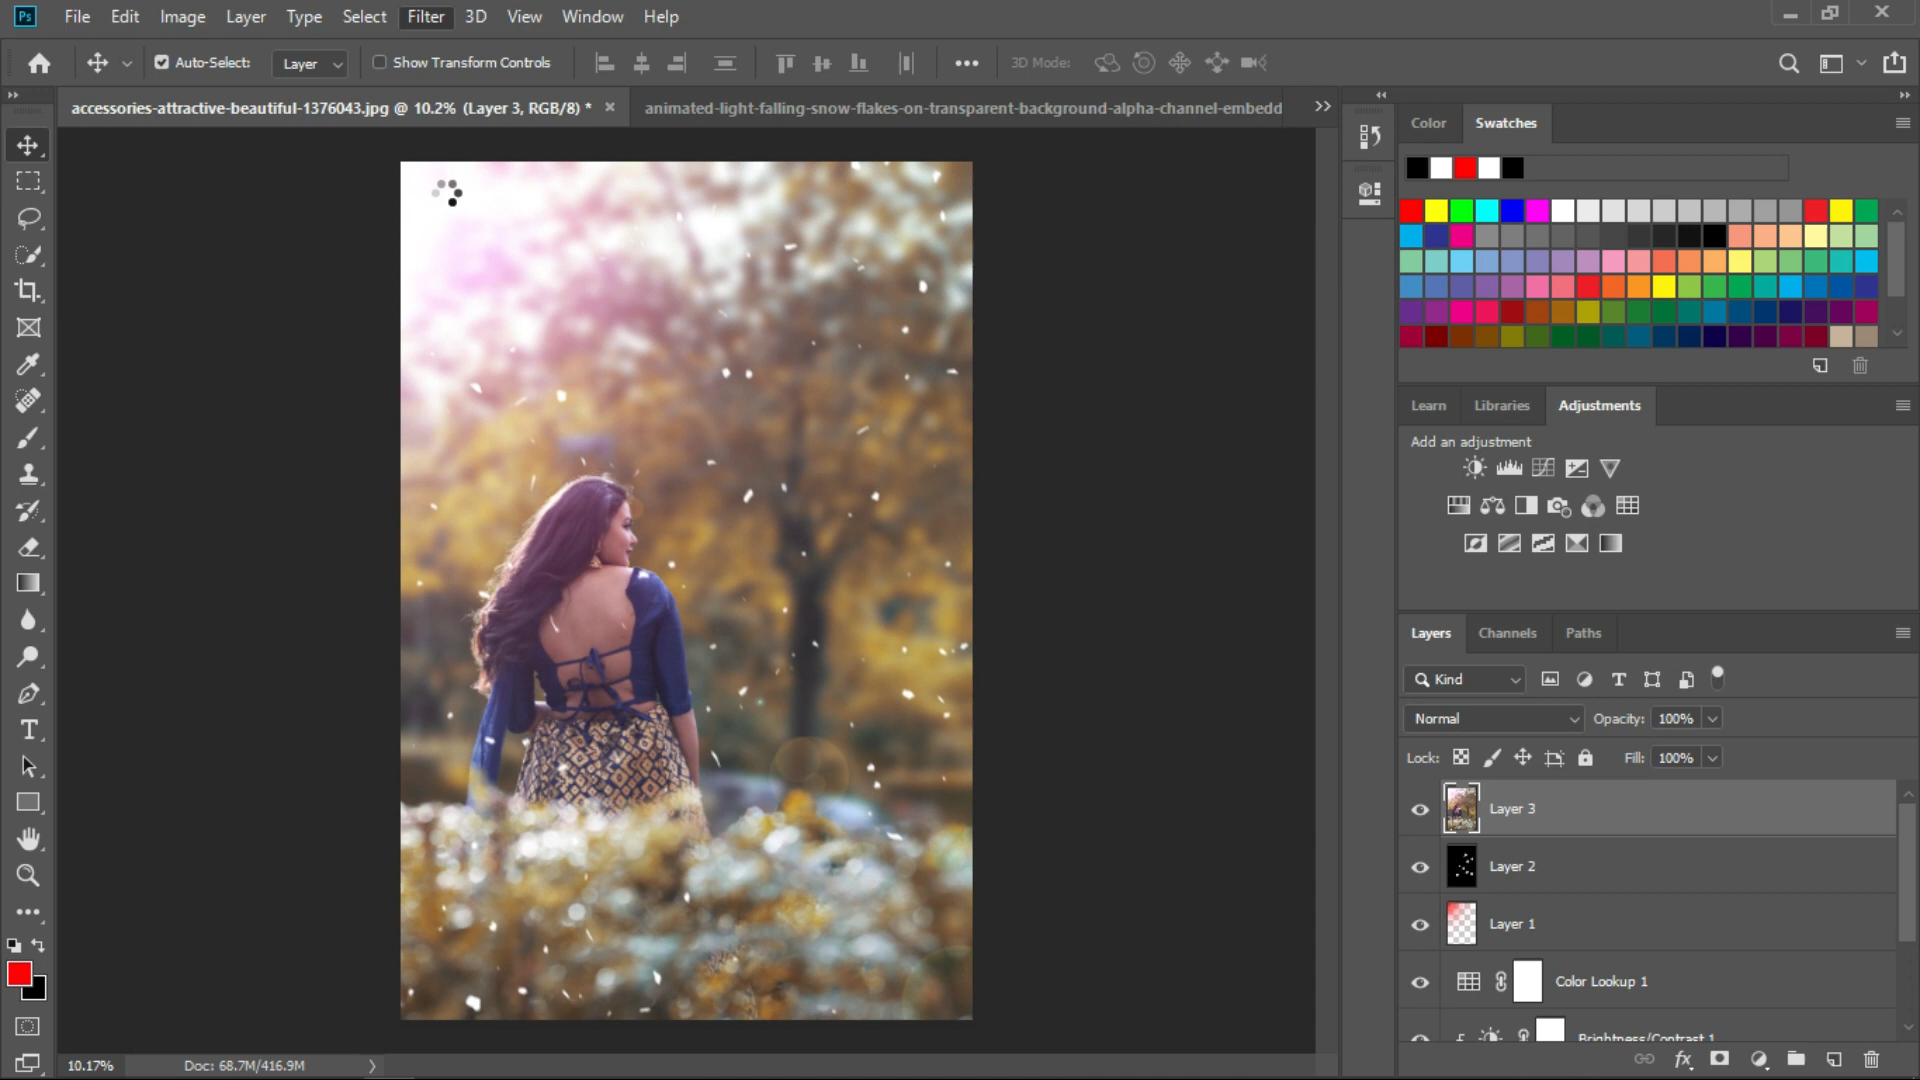 Ps File Edit Image Layer Type Select Filter 3D View Window Help
Auto-Select: Layer Show Transform Controls 3D Mode:
accessories-attractive-beautiful-1376043.jpg @ 10.2% (Layer 3, RGB/8) * animated-light-falling-snow-flakes-on-transparent-background-alpha-channel-embedd
Color Swatches
Learn Libraries Adjustments
Add an adjustment
Layers Channels Paths
Kind
Normal Opacity: 100%
Lock: Fill: 100%
Layer 3
Layer 2
Layer 1
Color Lookup 1
Brightness/Contrast 1
10.17% Doc: 68.7M/416.9M